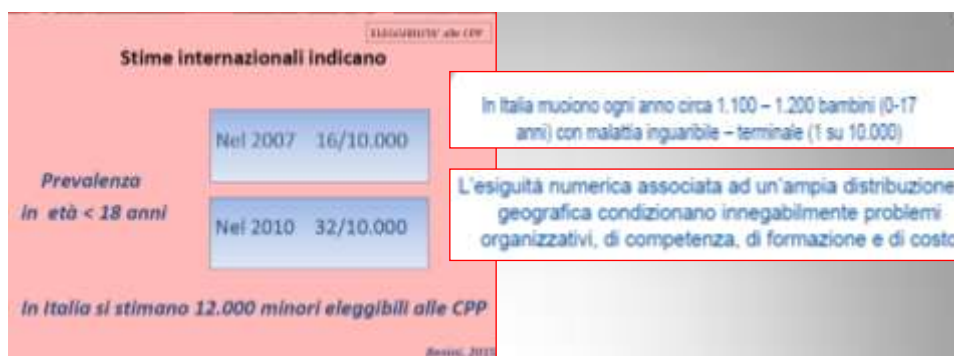 ELEGGIBILITA' alle CPP
Stime internazionali indicano
Nel 2007 16/10.000
Prevalenza
in età < 18 anni
Nel 2010 32/10.000
In Italia si stimano 12.000 minori eleggibili alle CPP
2015
In Italia muoiono ogni anno circa 1.100 – 1.200 bambini (0-17
anni) con malattia inguaribile – terminale (1 su 10.000)
L'esiguità numerica associata ad un'ampia distribuzione
geografica condizionano innegabilmente problemi
organizzativi, di competenza, di formazione e di costo